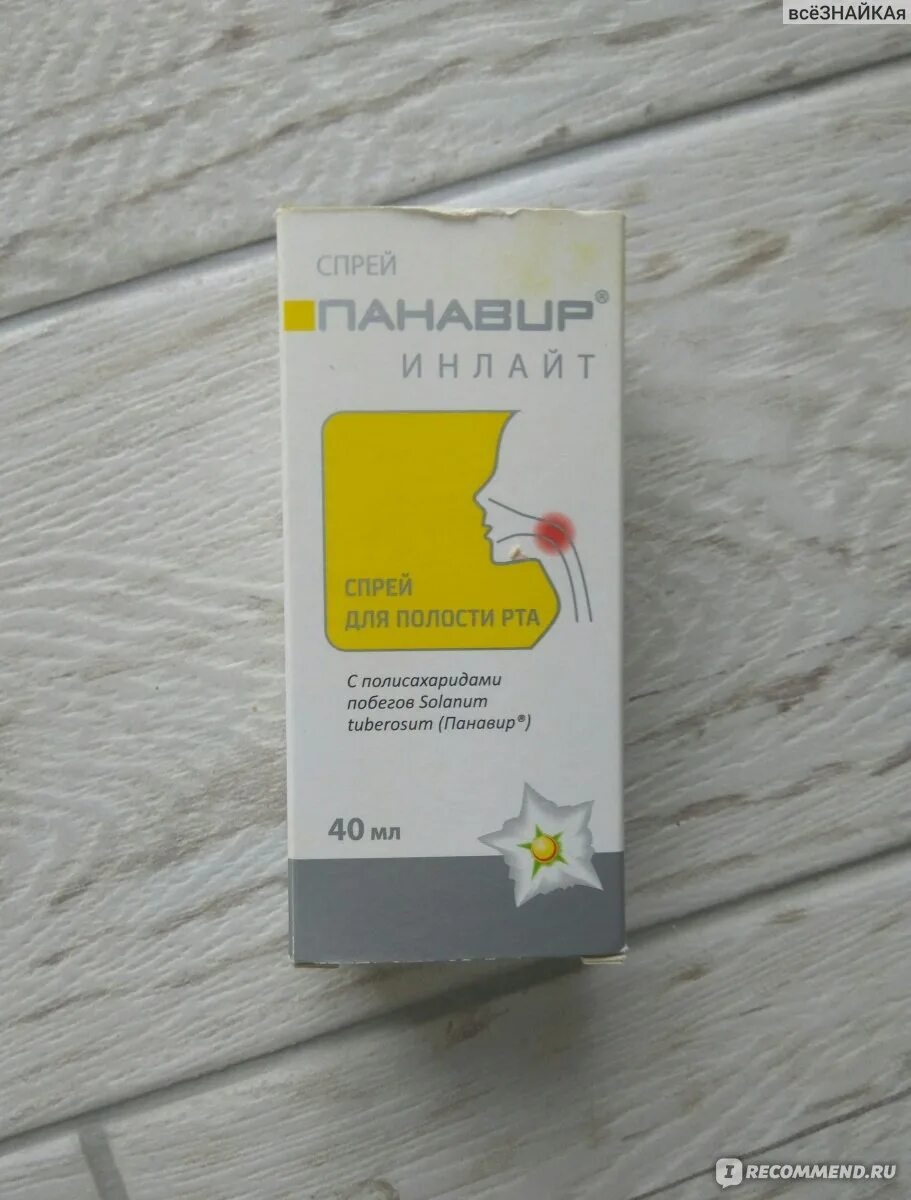 всёЗНАЙКАя
СПРЕЙ
ПАНАВИР®
ИНЛАЙТ
СПРЕЙ
ДЛЯ ПОЛОСТИ РТА
С полисахаридами
побегов Solanum
tuberosum (Панавир®)
40 мл
I RECOMMEND.RU